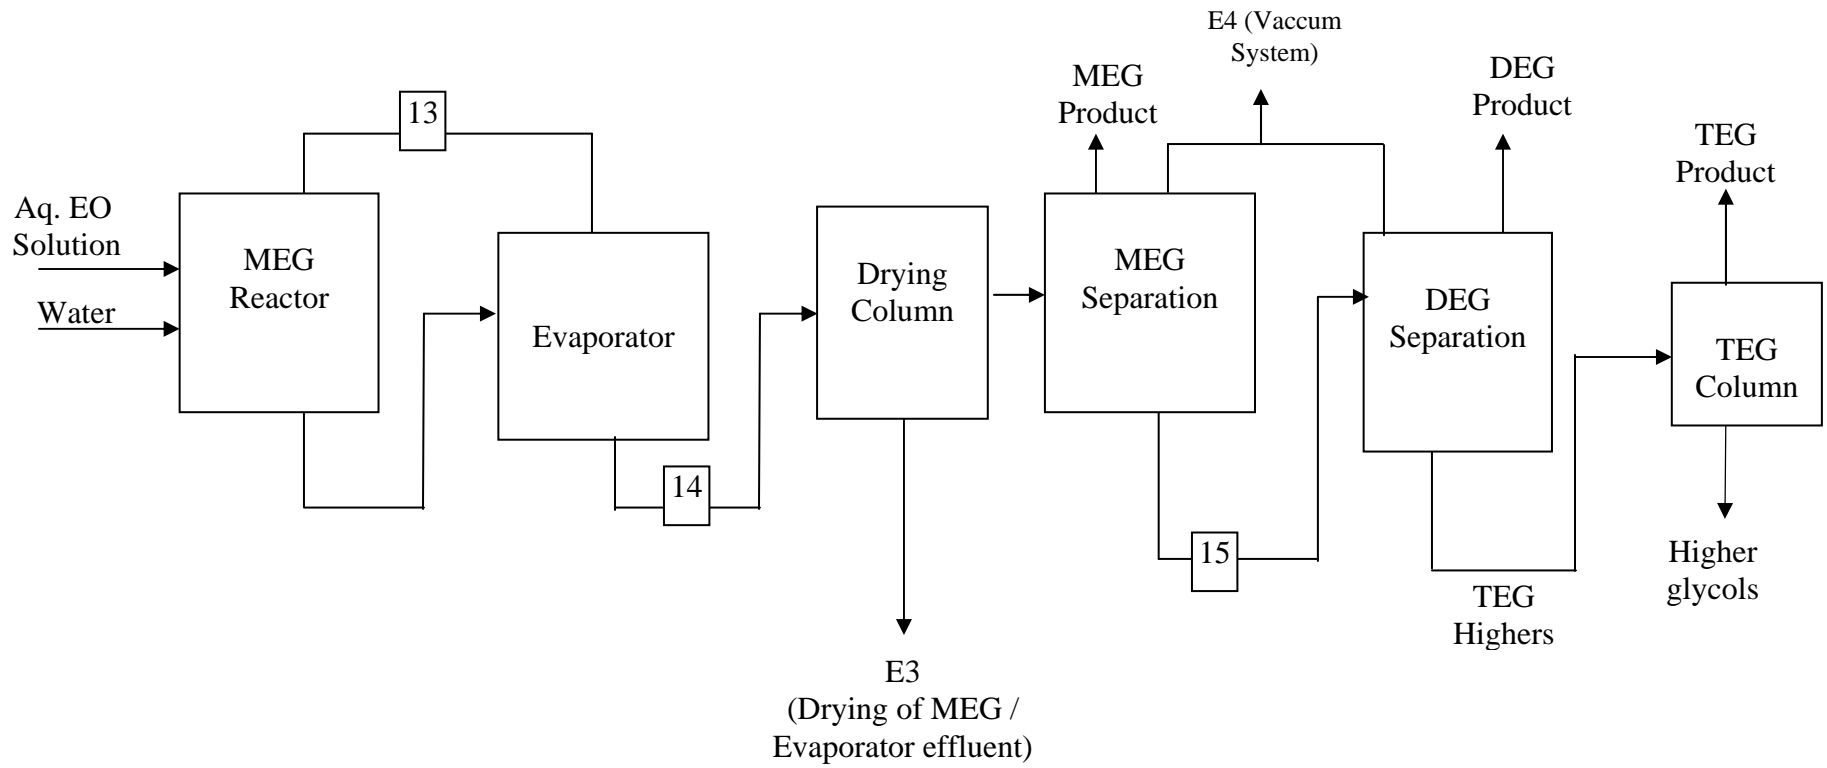 E4 (Vaccum
System)
MEG
Product
DEG
Product
TEG
Product
13
Aq. EO
Solution
Water
MEG
Reactor
Evaporator
Drying
Column
MEG
Separation
DEG
Separation
TEG
Column
14
15
TEG
Highers
Higher
glycols
E3
(Drying of MEG /
Evaporator effluent)